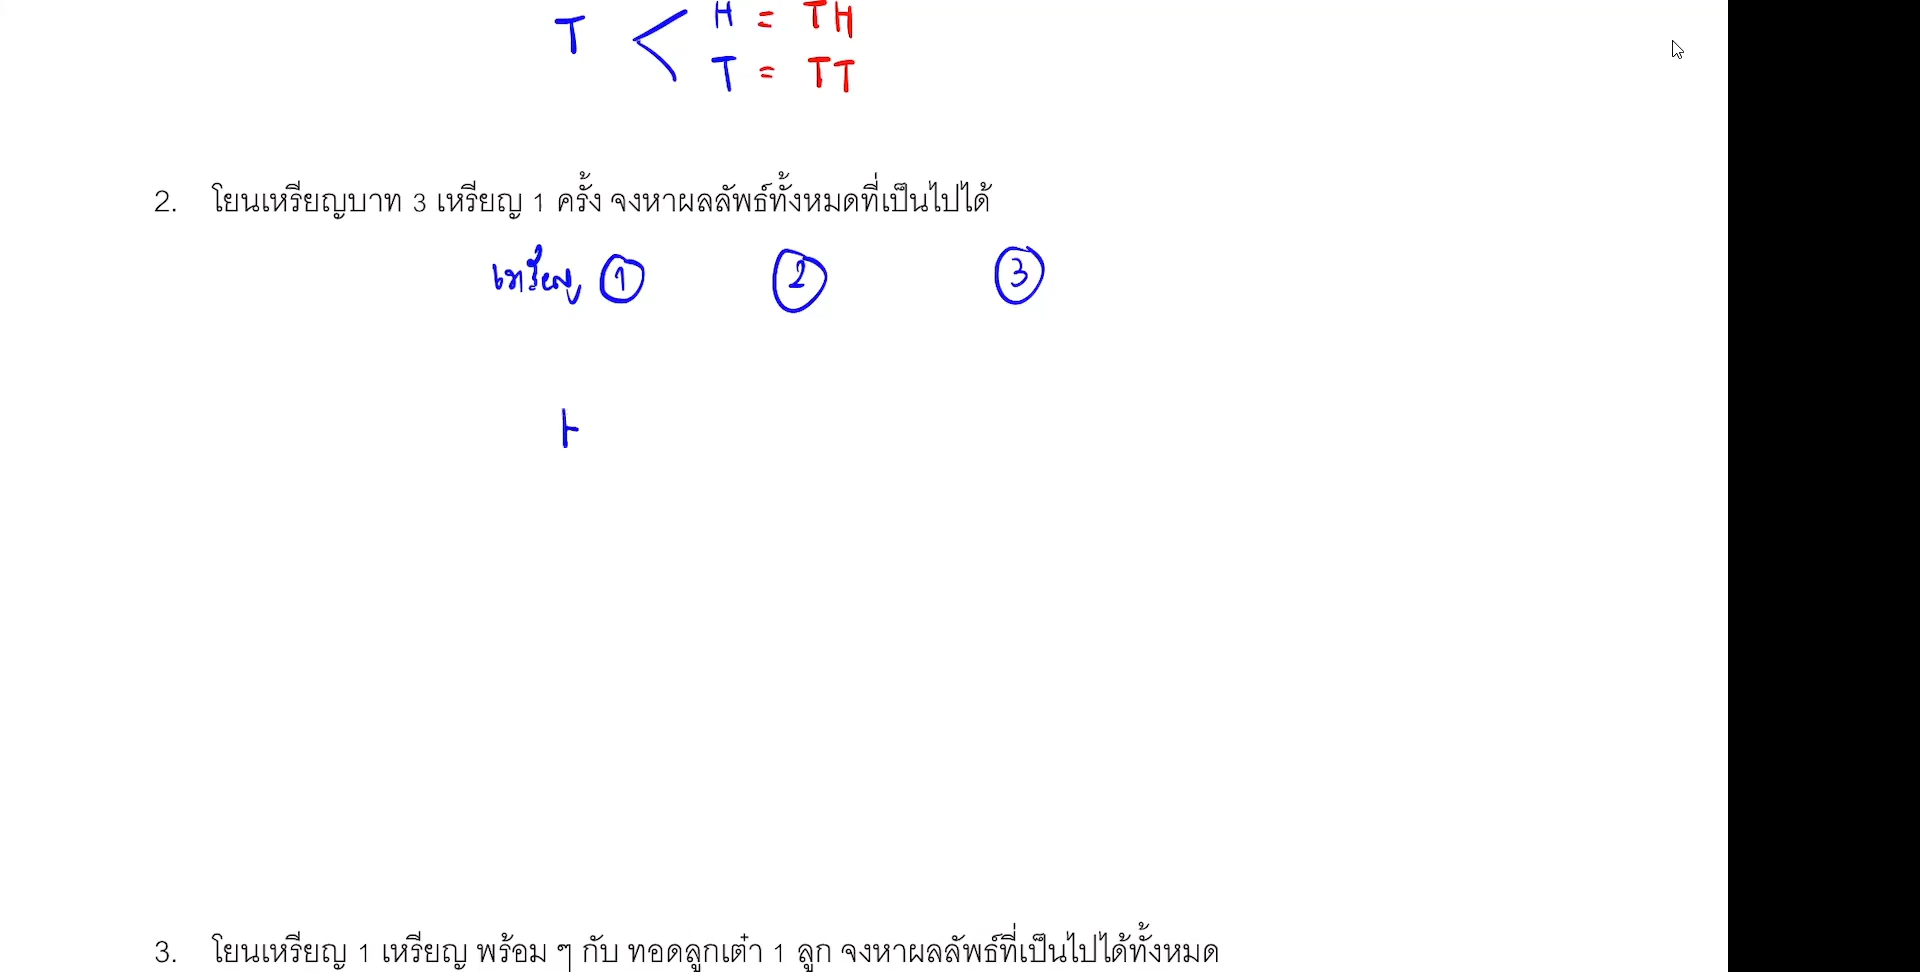 T < H = TH
T = TT
2. โยนเหรียญบาท 3 เหรียญ 1 ครั้ง จงหาผลลัพธ์ทั้งหมดที่เป็นไปได้
เหรียญ 1 2 3
3. โยนเหรียญ 1 เหรียญ พร้อม ๆ กับ ทอดลูกเต๋า 1 ลูก จงหาผลลัพธ์ที่เป็นไปได้ทั้งหมด